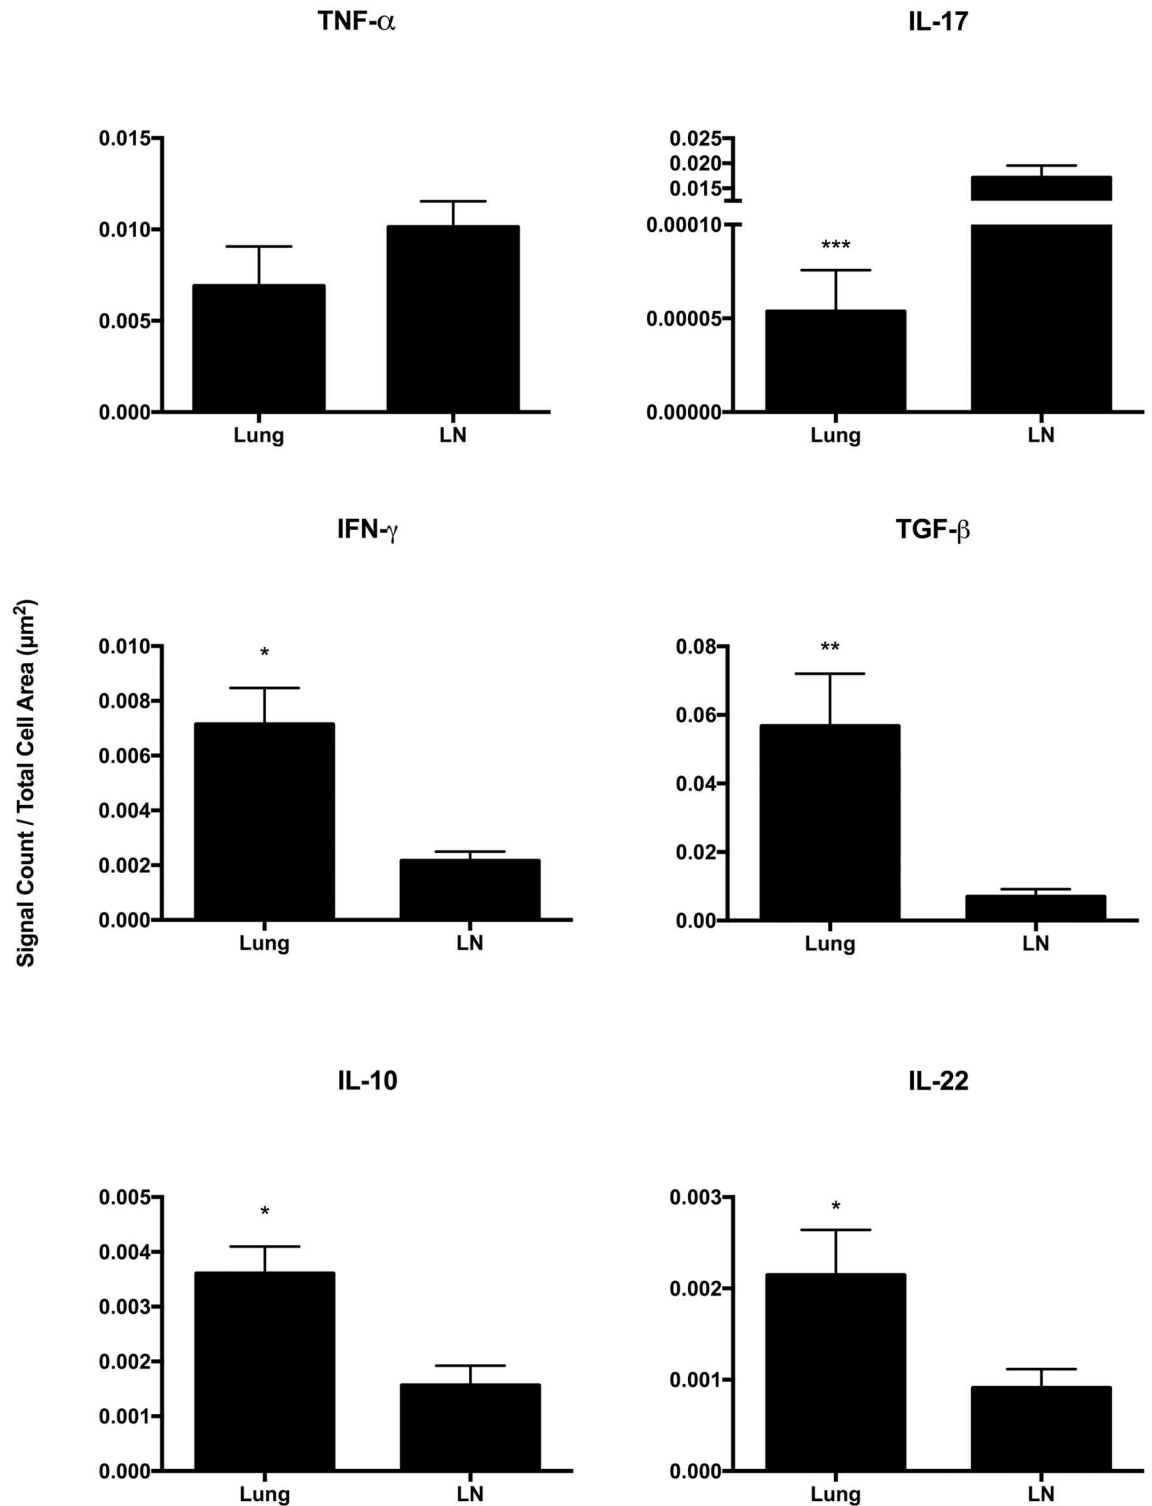 TNF-α
0.015
0.010
0.005
0.000
Lung LN
IL-17
0.025
0.020
0.015
0.00010
0.00005
0.00000
***
Lung LN
Signal Count / Total Cell Area (µm²)
IFN-γ
0.010
0.008
0.006
0.004
0.002
0.000
*
Lung LN
TGF-β
0.08
0.06
0.04
0.02
0.00
**
Lung LN
IL-10
0.005
0.004
0.003
0.002
0.001
0.000
*
Lung LN
IL-22
0.003
0.002
0.001
0.000
*
Lung LN